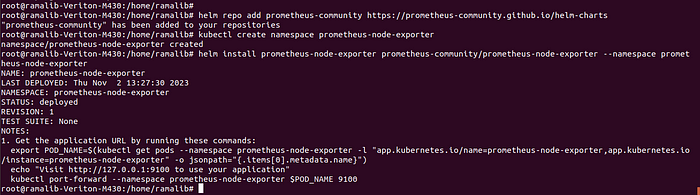 root@ramalib-Veriton-M430:/home/ramalib#
root@ramalib-Veriton-M430:/home/ramalib# helm repo add prometheus-community https://prometheus-community.github.io/helm-charts
"prometheus-community" has been added to your repositories
root@ramalib-Veriton-M430:/home/ramalib# kubectl create namespace prometheus-node-exporter
namespace/prometheus-node-exporter created
root@ramalib-Veriton-M430:/home/ramalib# helm install prometheus-node-exporter prometheus-community/prometheus-node-exporter --namespace promet
heus-node-exporter
NAME: prometheus-node-exporter
LAST DEPLOYED: Thu Nov  2 13:27:30 2023
NAMESPACE: prometheus-node-exporter
STATUS: deployed
REVISION: 1
TEST SUITE: None
NOTES:
1. Get the application URL by running these commands:
  export POD_NAME=$(kubectl get pods --namespace prometheus-node-exporter -l "app.kubernetes.io/name=prometheus-node-exporter,app.kubernetes.io
/instance=prometheus-node-exporter" -o jsonpath="{.items[0].metadata.name}")
  echo "Visit http://127.0.0.1:9100 to use your application"
  kubectl port-forward --namespace prometheus-node-exporter $POD_NAME 9100
root@ramalib-Veriton-M430:/home/ramalib#